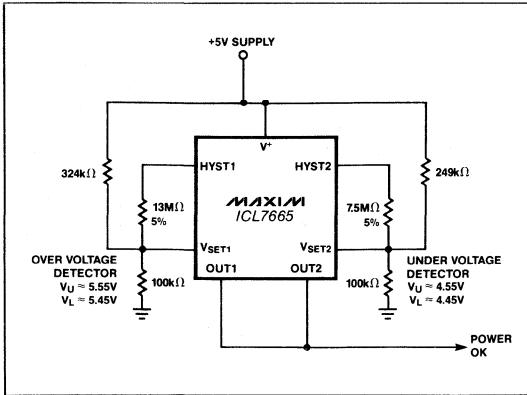 +5V SUPPLY
V+
HYST1
HYST2
324kΩ
249kΩ
13MΩ
5%
MAXIM
ICL7665
7.5MΩ
5%
VSET1
VSET2
OVER VOLTAGE
DETECTOR
VU ≈ 5.55V
VL ≈ 5.45V
100kΩ
OUT1
OUT2
100kΩ
UNDER VOLTAGE
DETECTOR
VU ≈ 4.55V
VL ≈ 4.45V
POWER
OK